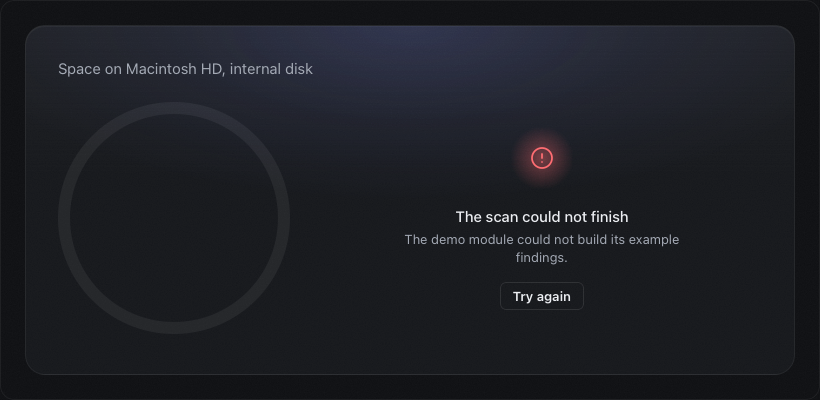 Space on Macintosh HD, internal disk
The scan could not finish
The demo module could not build its example
findings.
Try again